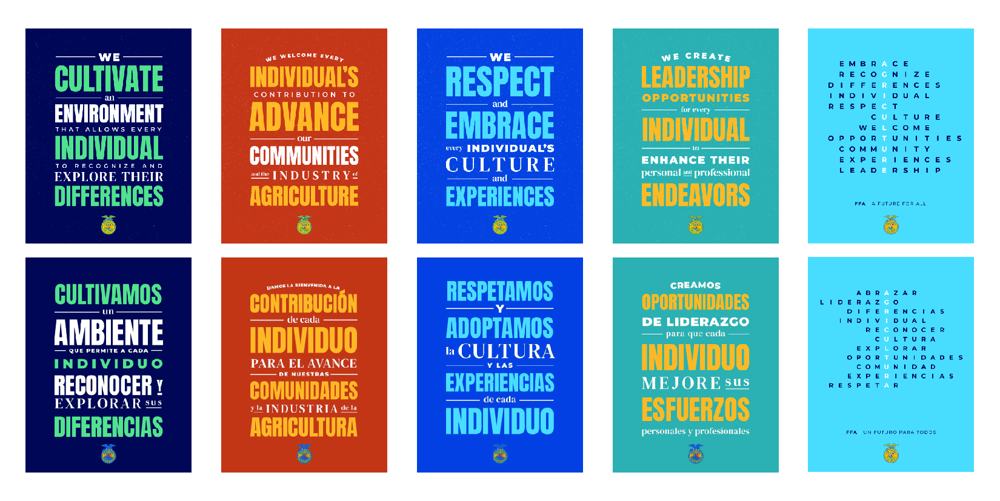 WE
CULTIVATE
an
ENVIRONMENT
THAT ALLOWS EVERY
INDIVIDUAL
TO RECOGNIZE AND
EXPLORE THEIR
DIFFERENCES
WE WELCOME EVERY
INDIVIDUAL'S
CONTRIBUTION TO
ADVANCE
our
COMMUNITIES
and the INDUSTRY of
AGRICULTURE
WE
RESPECT
and
EMBRACE
every INDIVIDUAL'S
CULTURE
and
EXPERIENCES
WE CREATE
LEADERSHIP
OPPORTUNITIES
for every
INDIVIDUAL
to
ENHANCE THEIR
personal and professional
ENDEAVORS
EMBRACE
RECOGNIZE
DIFFERENCES
INDIVIDUAL
RESPECT
CULTURE
WELCOME
OPPORTUNITIES
COMMUNITY
EXPERIENCES
LEADERSHIP
FFA A FUTURE FOR ALL
CULTIVAMOS
un
AMBIENTE
QUE PERMITE A CADA
INDIVIDUO
RECONOCER Y
EXPLORAR sus
DIFERENCIAS
DAMOS LA BIENVENIDA A LA
CONTRIBUCIÓN
de cada
INDIVIDUO
PARA EL AVANCE
DE NUESTRAS
COMUNIDADES
y la INDUSTRIA de la
AGRICULTURA
RESPETAMOS
Y
ADOPTAMOS
la CULTURA
Y LAS
EXPERIENCIAS
de cada
INDIVIDUO
CREAMOS
OPORTUNIDADES
DE LIDERAZGO
para que cada
INDIVIDUO
MEJORE sus
ESFUERZOS
personales y profesionales
ABRAZAR
LIDERAZGO
DIFERENCIAS
INDIVIDUAL
RECONOCER
CULTURA
EXPLORAR
OPORTUNIDADES
COMUNIDAD
EXPERIENCIAS
RESPETAR
FFA UN FUTURO PARA TODOS